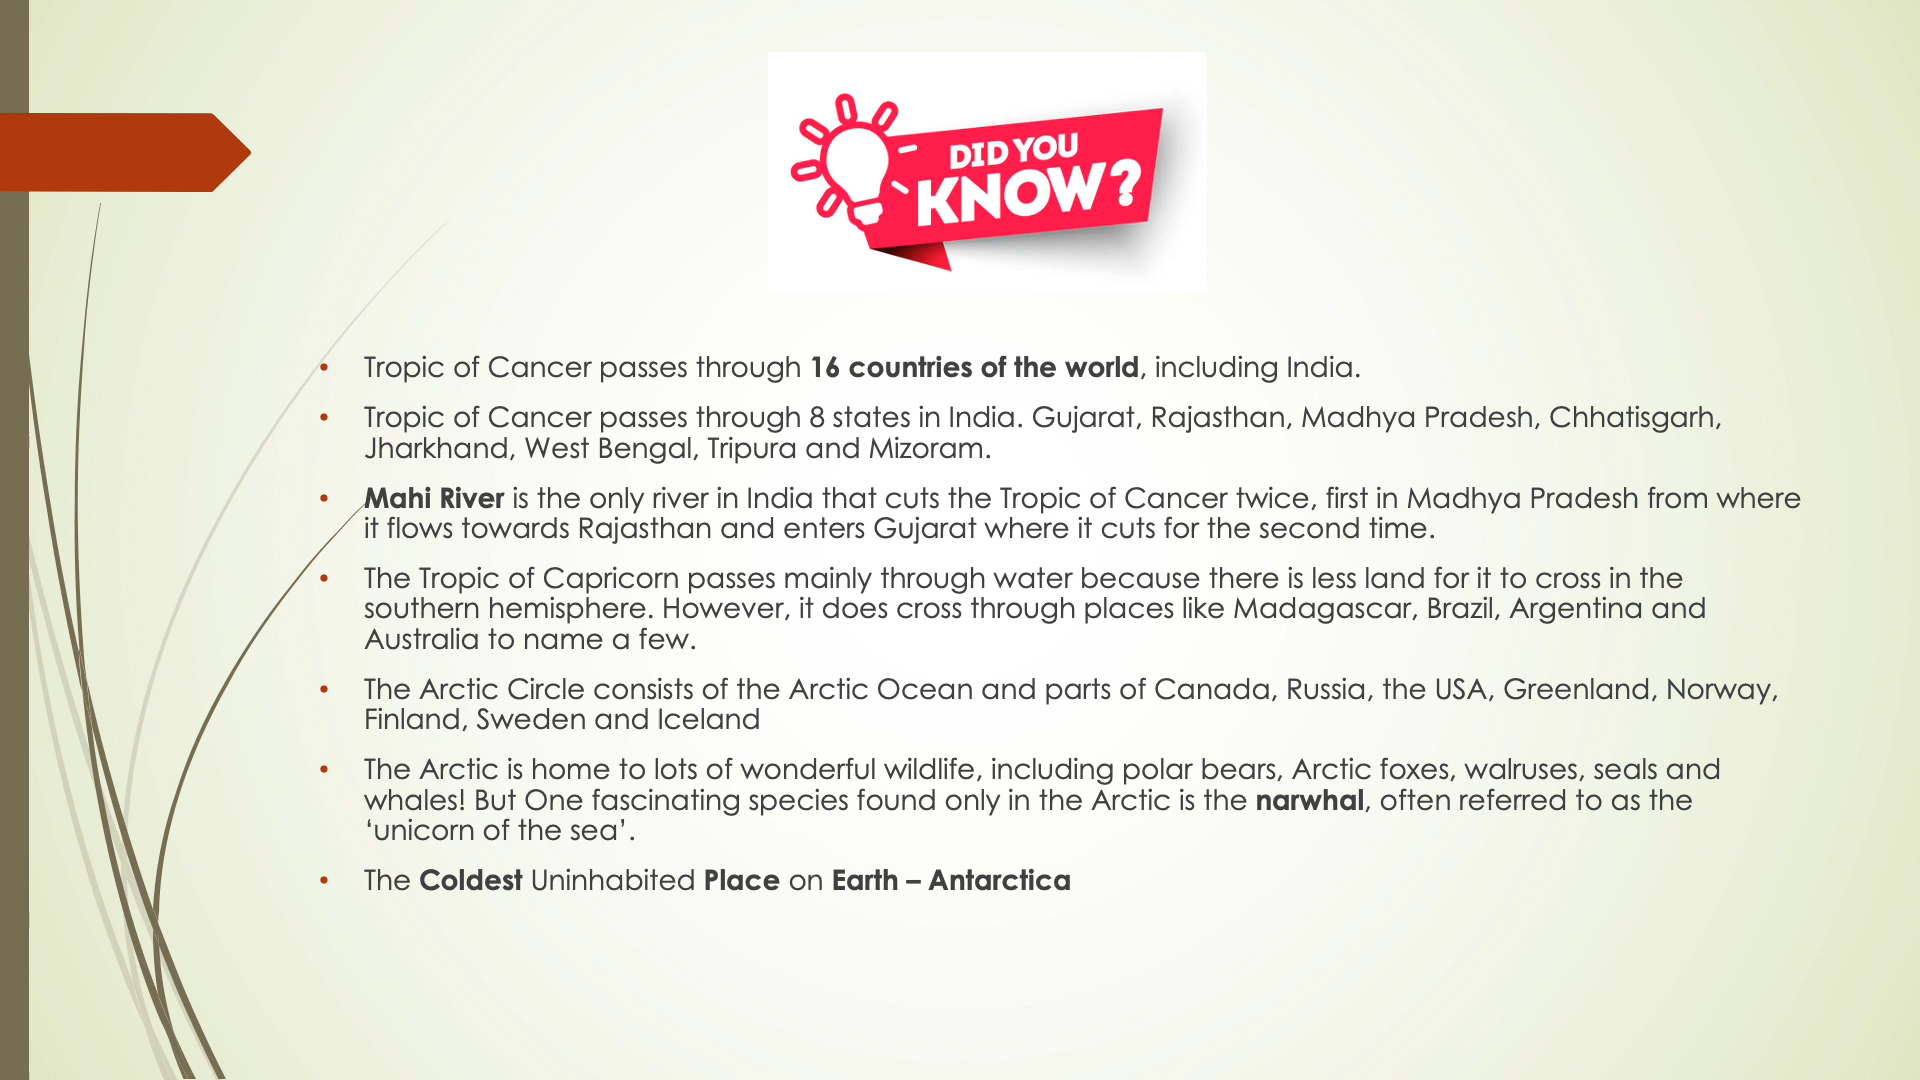 DID YOU
KNOW?
• Tropic of Cancer passes through 16 countries of the world, including India.
• Tropic of Cancer passes through 8 states in India. Gujarat, Rajasthan, Madhya Pradesh, Chhatisgarh,
Jharkhand, West Bengal, Tripura and Mizoram.
• Mahi River is the only river in India that cuts the Tropic of Cancer twice, first in Madhya Pradesh from where
it flows towards Rajasthan and enters Gujarat where it cuts for the second time.
• The Tropic of Capricorn passes mainly through water because there is less land for it to cross in the
southern hemisphere. However, it does cross through places like Madagascar, Brazil, Argentina and
Australia to name a few.
• The Arctic Circle consists of the Arctic Ocean and parts of Canada, Russia, the USA, Greenland, Norway,
Finland, Sweden and Iceland
• The Arctic is home to lots of wonderful wildlife, including polar bears, Arctic foxes, walruses, seals and
whales! But One fascinating species found only in the Arctic is the narwhal, often referred to as the
‘unicorn of the sea’.
• The Coldest Uninhabited Place on Earth – Antarctica